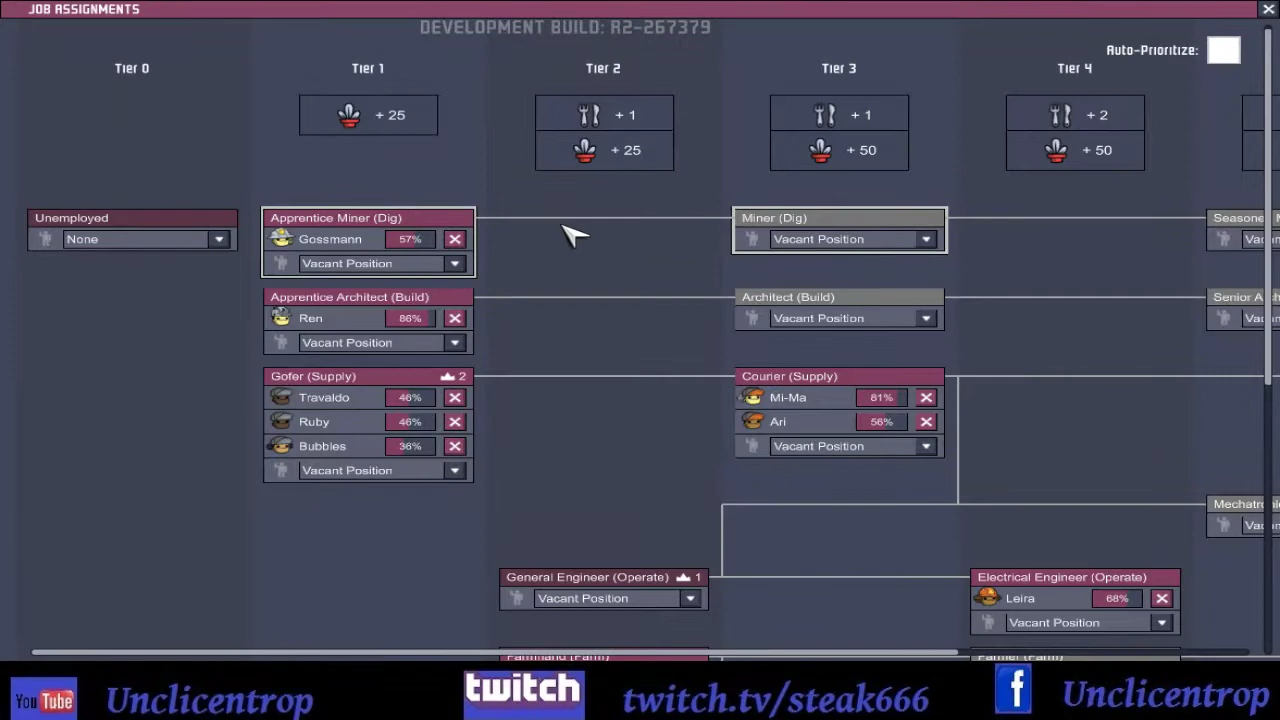 JOB ASSIGNMENTS
DEVELOPMENT BUILD: R2-267379
Auto-Prioritize:
Tier 0
Tier 1
Tier 2
Tier 3
Tier 4
+ 25
+ 1
+ 1
+ 2
+ 25
+ 50
+ 50
Unemployed
Apprentice Miner (Dig)
Miner (Dig)
None
Gossmann 57%
Vacant Position
Vacant Position
Apprentice Architect (Build)
Architect (Build)
Ren 86%
Vacant Position
Vacant Position
Gofer (Supply) 2
Courier (Supply)
Travaldo 46%
Mi-Ma 81%
Ruby 46%
Ari 56%
Bubbles 36%
Vacant Position
Vacant Position
General Engineer (Operate) 1
Electrical Engineer (Operate)
Vacant Position
Leira 68%
Vacant Position
YouTube
Unclicentrop
twitch
twitch.tv/steak666
f
Unclicentrop